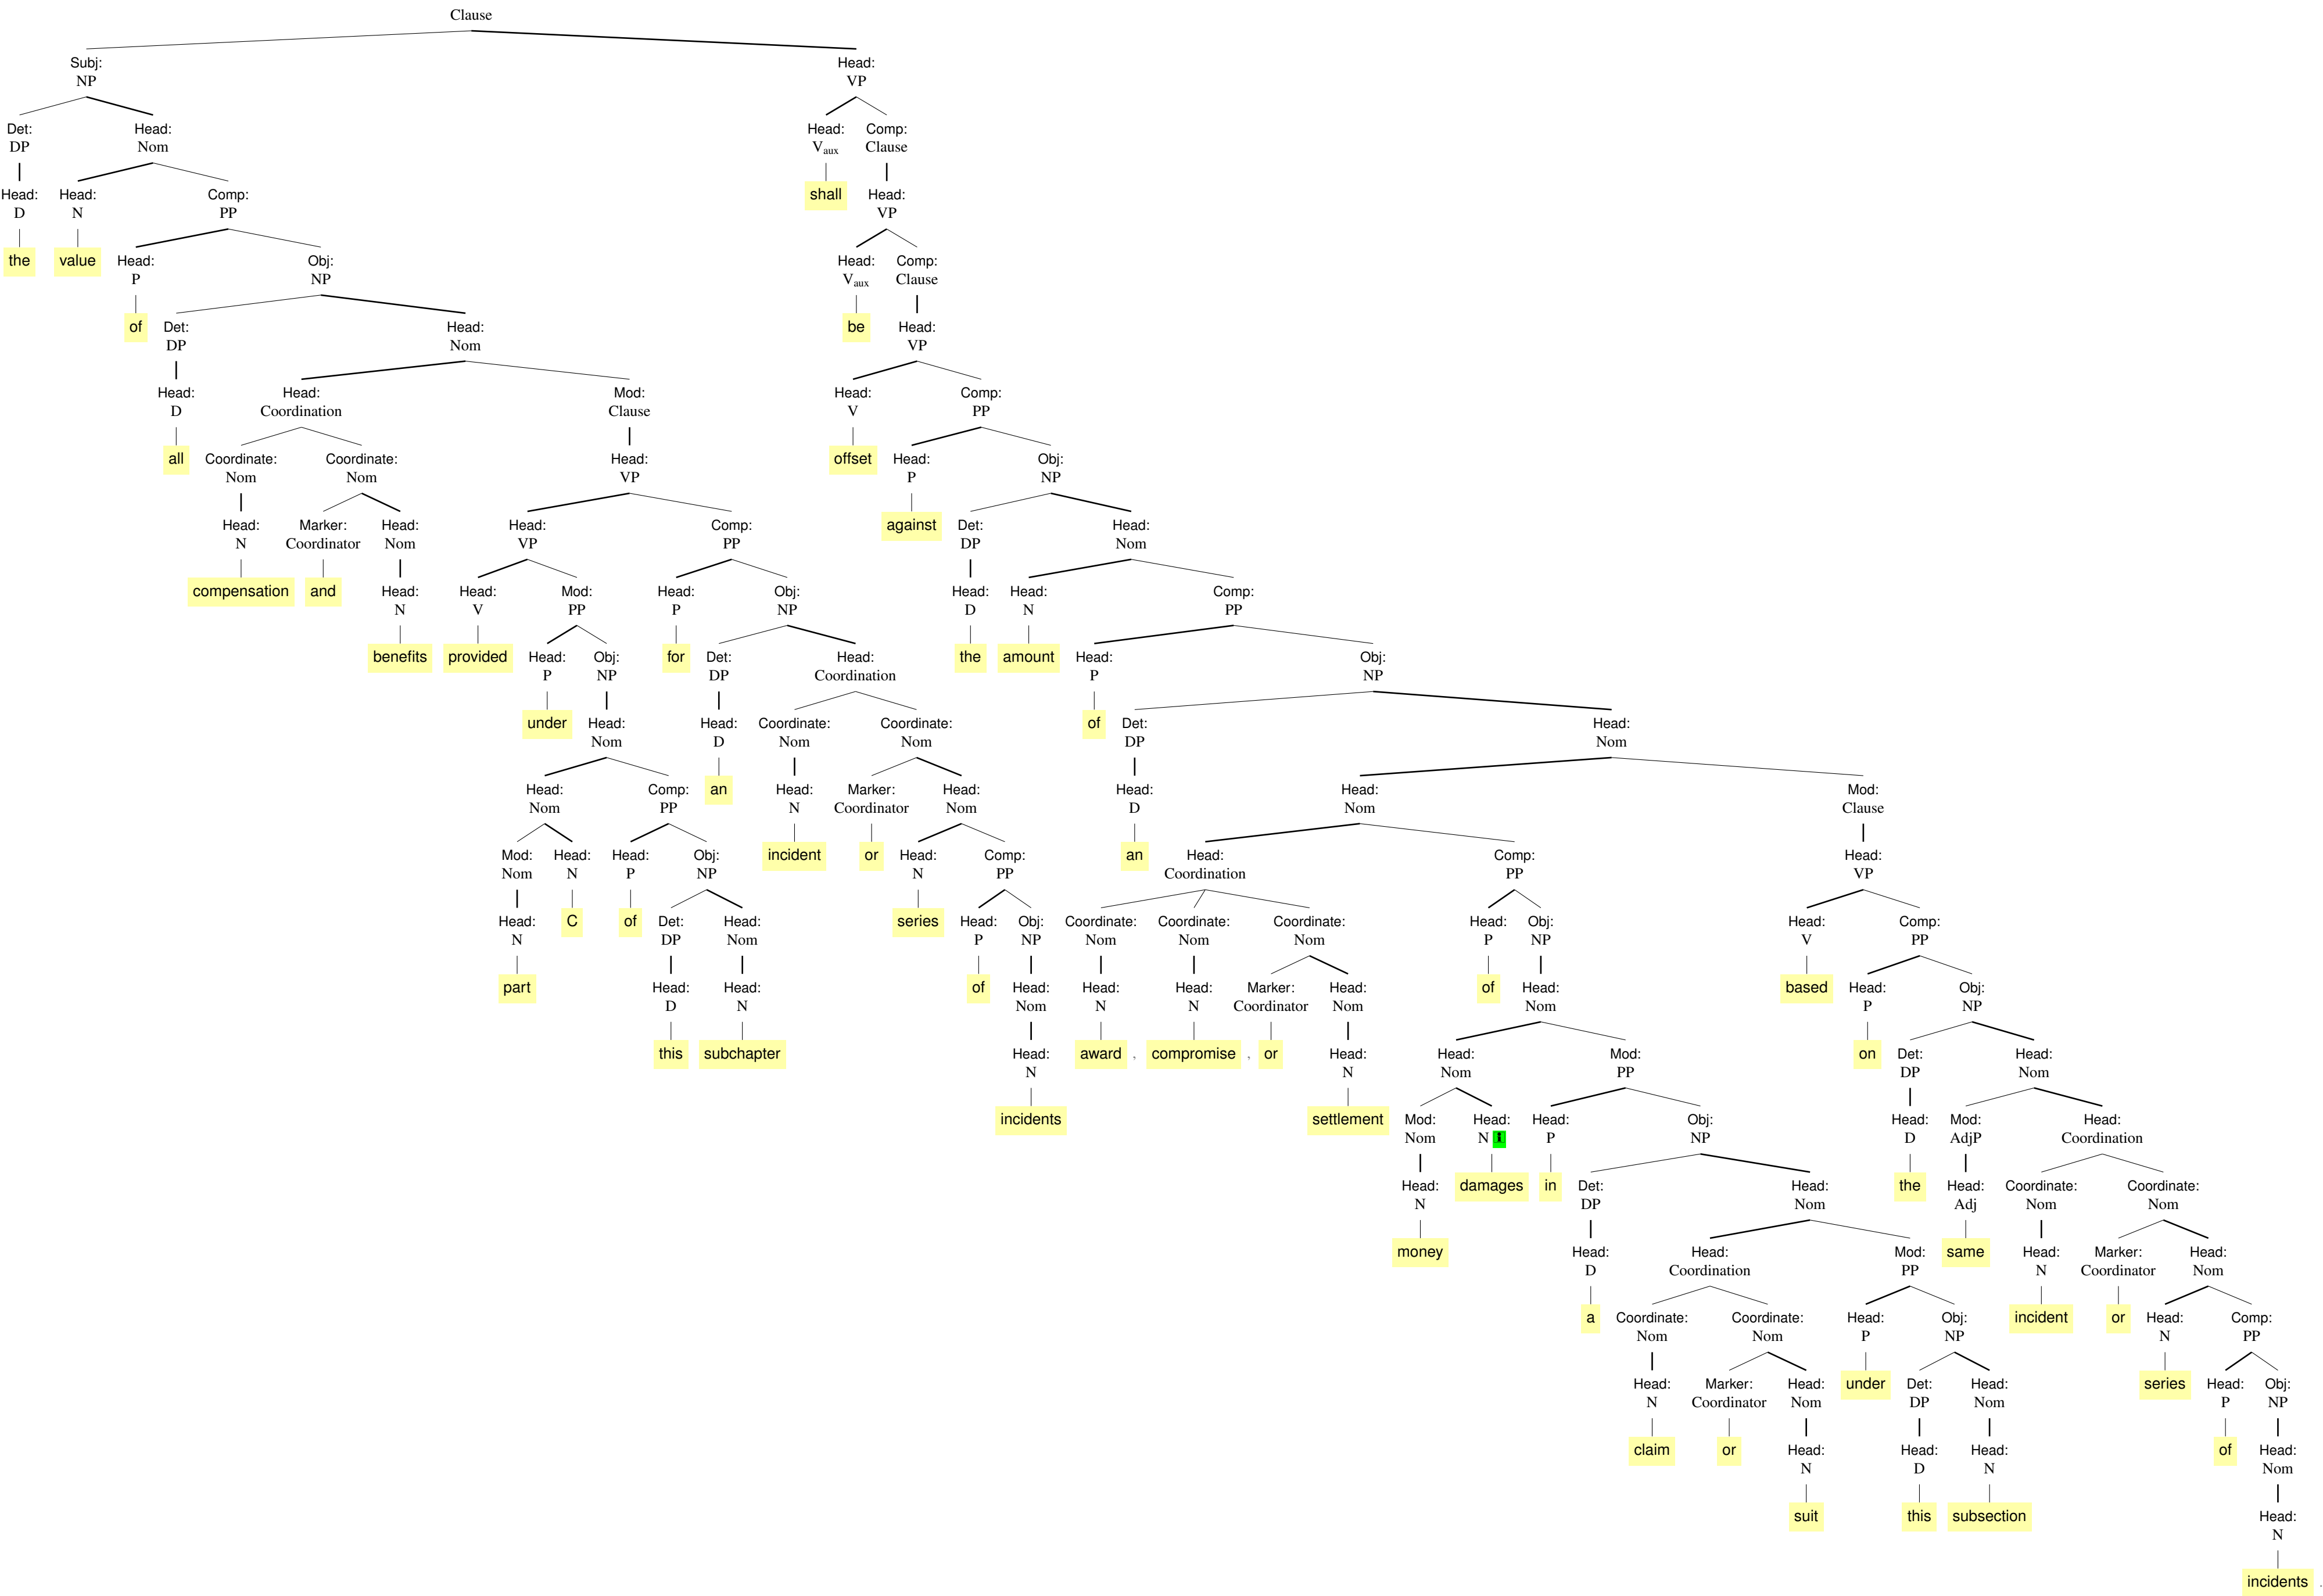 Clause
Subj: Head:
NP VP
Det: Head: Head: Comp:
DP Nom Vaux Clause
Head: Head: Comp: shall Head:
D N PP VP
the value Head: Obj: Head: Comp:
P NP Vaux Clause
of Det: Head: be Head:
DP Nom VP
Head: Head: Mod: Head: Comp:
D Coordination Clause V PP
all Coordinate: Coordinate: Head: offset Head: Obj:
Nom Nom VP P NP
Head: Marker: Head: Head: Comp: against Det: Head:
N Coordinator Nom VP PP DP Nom
compensation and Head: Head: Mod: Head: Obj: Head: Head: Comp:
N V PP P NP D N PP
benefits provided Head: Obj: for Det: Head: the amount Head: Obj:
P NP DP Coordination P NP
under Head: Head: Coordinate: Coordinate: of Det: Head:
Nom D Nom Nom DP Nom
Head: Comp: an Head: Marker: Head: Head: Head: Mod:
Nom PP N Coordinator Nom D Nom Clause
Mod: Head: Head: Obj: incident or Head: Comp: an Head: Comp: Head:
Nom N P NP N PP Coordination PP VP
Head: C of Det: Head: series Head: Obj: Coordinate: Coordinate: Coordinate: Head: Obj: Head: Comp:
N DP Nom P NP Nom Nom Nom P NP V PP
part Head: Head: of Head: Head: Head: Marker: Head: of Head: based Head: Obj:
D N Nom N N Coordinator Nom Nom P NP
this subchapter Head: award , compromise , or Head: Head: Mod: on Det: Head:
N N Nom PP DP Nom
incidents settlement Mod: Head: Head: Obj: Head: Mod: Head:
Nom N i P NP D AdjP Coordination
Head: damages in Det: Head: the Head: Coordinate: Coordinate:
N DP Nom Adj Nom Nom
money Head: Head: Mod: same Head: Marker: Head:
D Coordination PP N Coordinator Nom
a Coordinate: Coordinate: Head: Obj: incident or Head: Comp:
Nom Nom P NP N PP
Head: Marker: Head: under Det: Head: series Head: Obj:
N Coordinator Nom DP Nom P NP
claim or Head: Head: Head: of Head:
N D N Nom
suit this subsection Head:
N
incidents